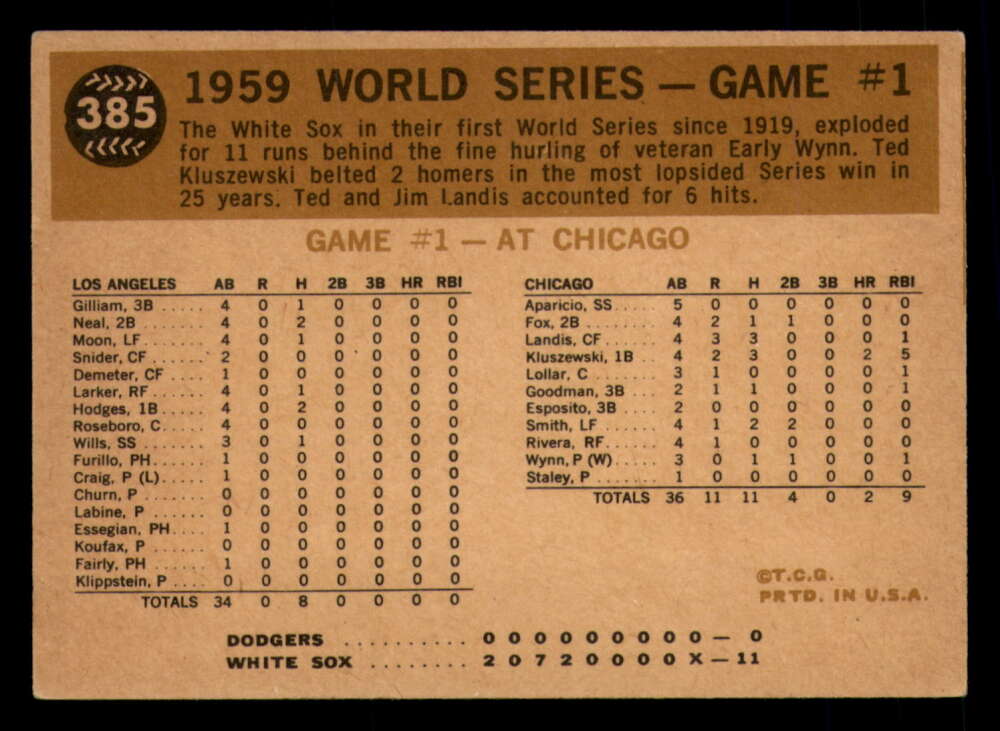 385
1959 WORLD SERIES — GAME #1
The White Sox in their first World Series since 1919, exploded
for 11 runs behind the fine hurling of veteran Early Wynn. Ted
Kluszewski belted 2 homers in the most lopsided Series win in
25 years. Ted and Jim Landis accounted for 6 hits.
GAME #1 — AT CHICAGO
LOS ANGELES AB R H 2B 3B HR RBI
Gilliam, 3B ..... 4 0 1 0 0 0 0
Neal, 2B ....... 4 0 2 0 0 0 0
Moon, LF ....... 4 0 1 0 0 0 0
Snider, CF ...... 2 0 0 0 0 0 0
Demeter, CF .... 1 0 0 0 0 0 0
Larker, RF ...... 4 0 1 0 0 0 0
Hodges, 1B ..... 4 0 2 0 0 0 0
Roseboro, C..... 4 0 0 0 0 0 0
Wills, SS ....... 3 0 1 0 0 0 0
Furillo, PH...... 1 0 0 0 0 0 0
Craig, P (L)..... 1 0 0 0 0 0 0
Churn, P ....... 0 0 0 0 0 0 0
Labine, P ...... 0 0 0 0 0 0 0
Essegian, PH.... 1 0 0 0 0 0 0
Koufax, P ...... 0 0 0 0 0 0 0
Fairly, PH ...... 1 0 0 0 0 0 0
Klippstein, P .... 0 0 0 0 0 0 0
TOTALS 34 0 8 0 0 0 0
CHICAGO AB R H 2B 3B HR RBI
Aparicio, SS..... 5 0 0 0 0 0 0
Fox, 2B ........ 4 2 1 1 0 0 0
Landis, CF...... 4 3 3 0 0 0 1
Kluszewski, 1B .. 4 2 3 0 0 2 5
Lollar, C ....... 3 1 0 0 0 0 1
Goodman, 3B ... 2 1 1 0 0 0 1
Esposito, 3B .... 2 0 0 0 0 0 0
Smith, LF ...... 4 1 2 2 0 0 0
Rivera, RF...... 4 1 0 0 0 0 0
Wynn, P (W)..... 3 0 1 1 0 0 1
Staley, P ....... 1 0 0 0 0 0 0
TOTALS 36 11 11 4 0 2 9
©T.C.G.
PRTD. IN U.S.A.
DODGERS .......... 0 0 0 0 0 0 0 0 0 — 0
WHITE SOX ........ 2 0 7 2 0 0 0 0 X — 11